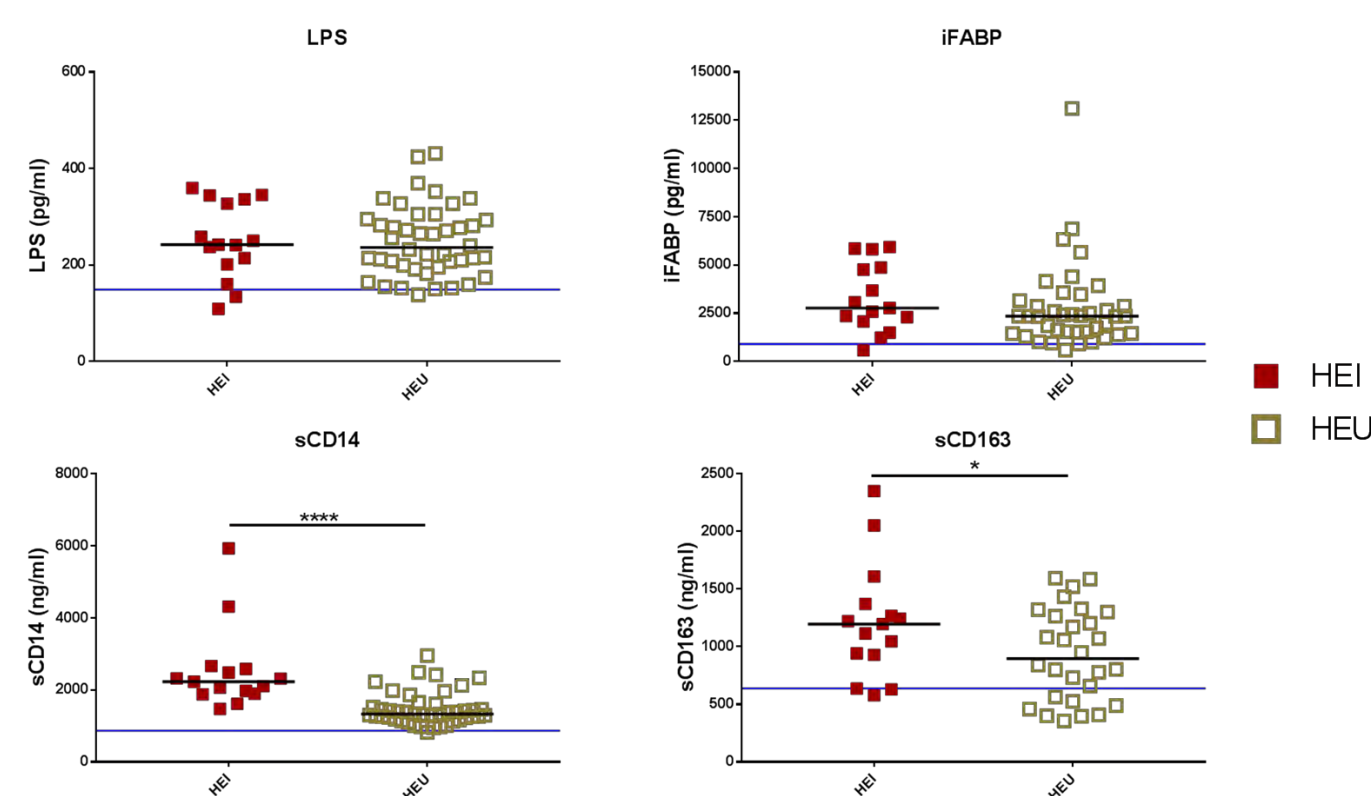 LPS
LPS (pg/ml)
600
400
200
0
HEI
HEU
iFABP
iFABP (pg/ml)
15000
12500
10000
7500
5000
2500
0
HEI
HEU
HEI
HEU
sCD14
sCD14 (ng/ml)
8000
6000
4000
2000
0
****
HEI
HEU
sCD163
sCD163 (ng/ml)
2500
2000
1500
1000
500
0
*
HEI
HEU